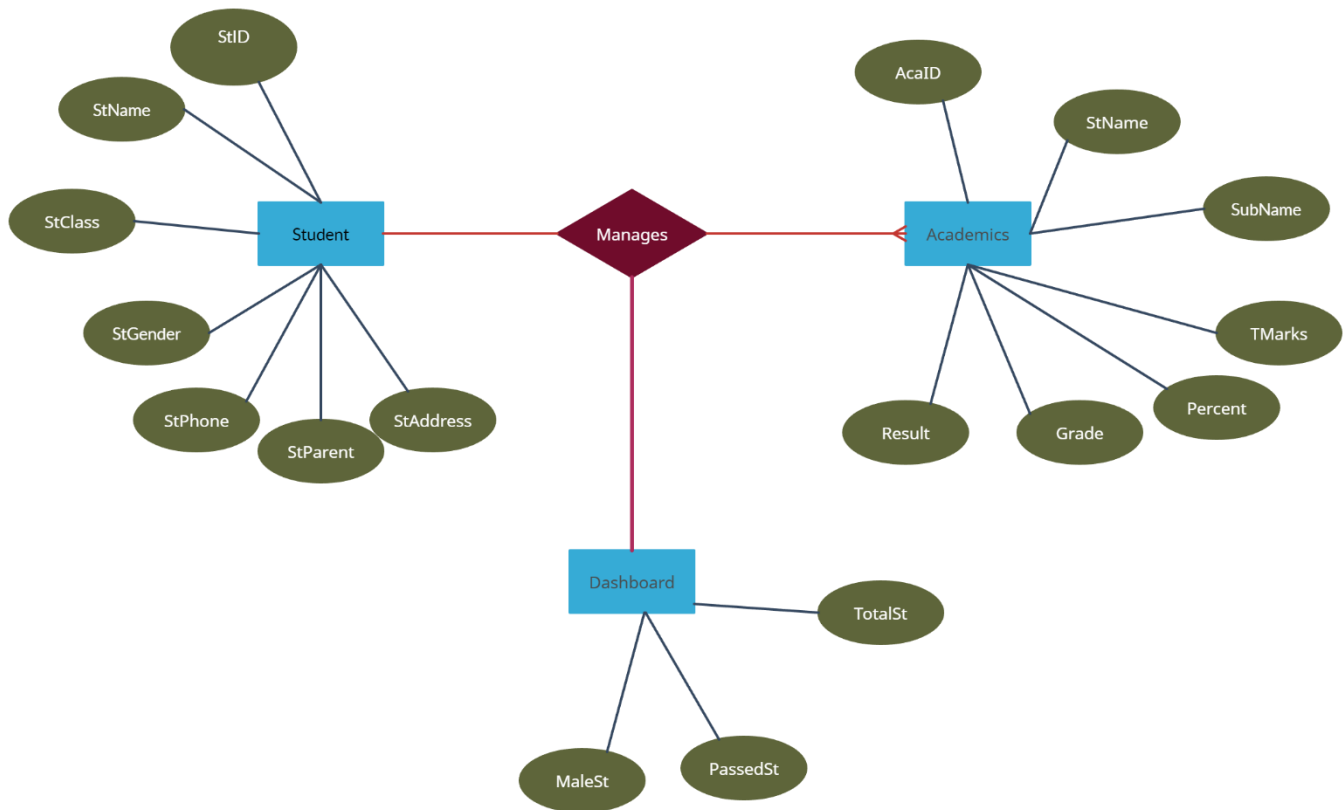 StID
AcaID
StName
StName
StClass
SubName
Student
Manages
Academics
StGender
TMarks
StPhone
StParent
StAddress
Result
Grade
Percent
Dashboard
TotalSt
MaleSt
PassedSt